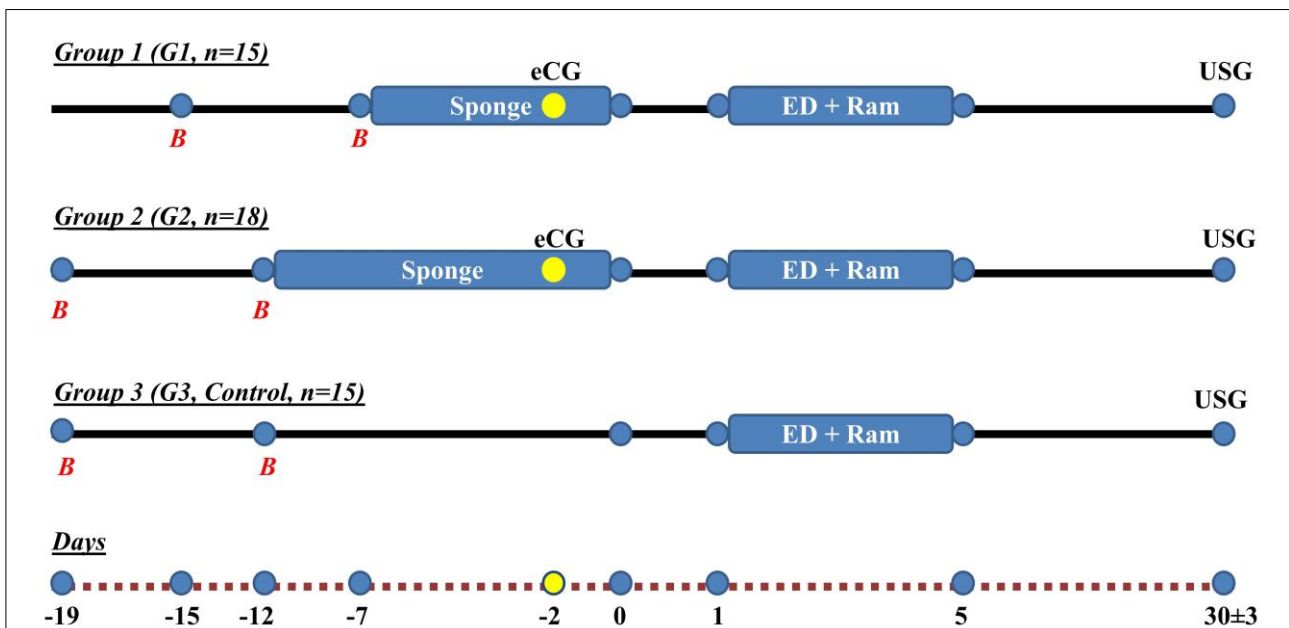 Group 1 (G1, n=15)
eCG
USG
Sponge
ED + Ram
B
B
Group 2 (G2, n=18)
eCG
USG
Sponge
ED + Ram
B
B
Group 3 (G3, Control, n=15)
USG
ED + Ram
B
B
Days
-19 -15 -12 -7 -2 0 1 5 30±3